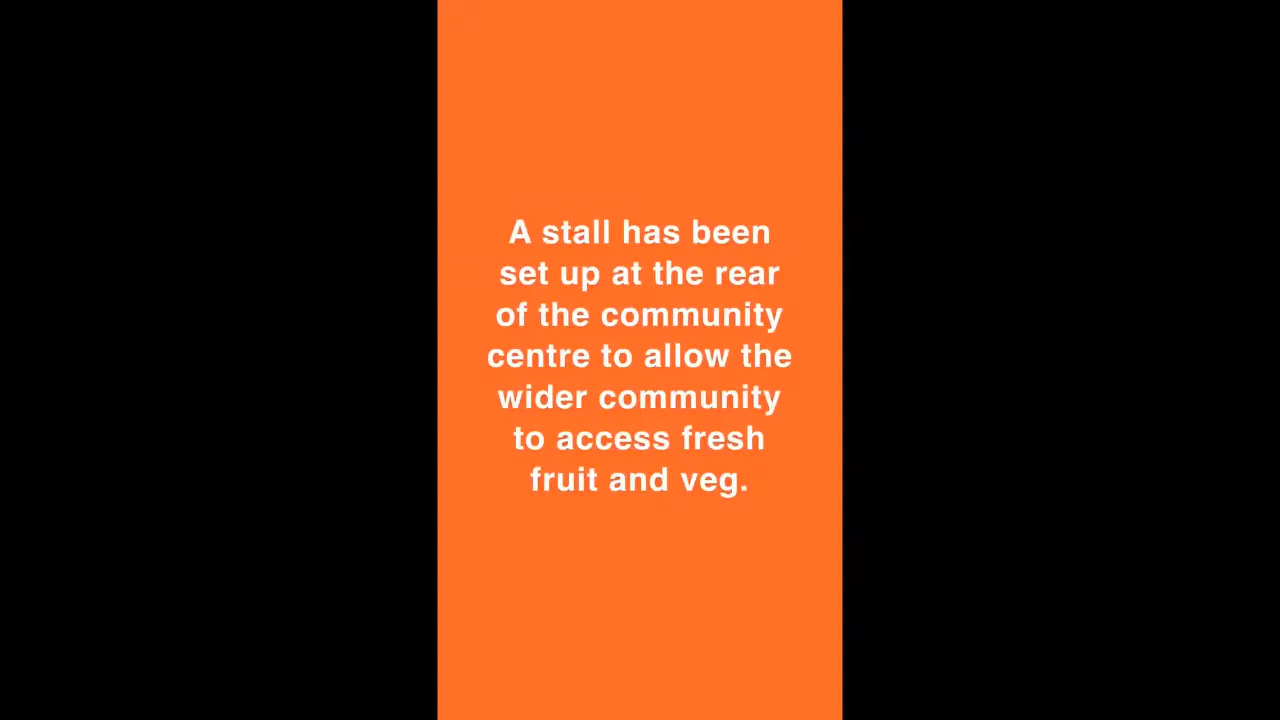 A stall has been
set up at the rear
of the community
centre to allow the
wider community
to access fresh
fruit and veg.